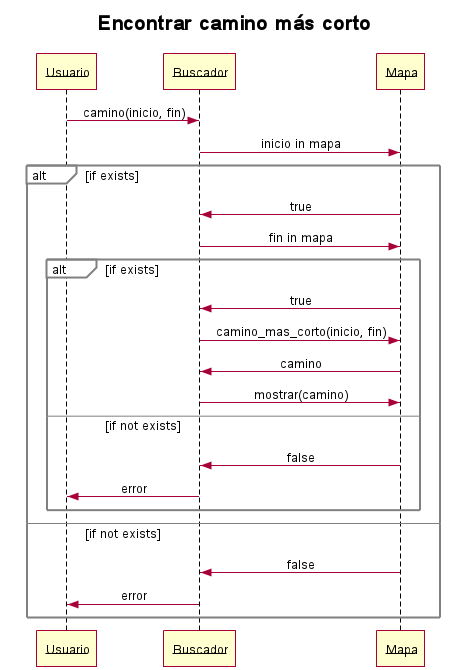 Encontrar camino más corto
Usuario Buscador Mapa
camino(inicio, fin)
inicio in mapa
alt [if exists]
true
fin in mapa
alt [if exists]
true
camino_mas_corto(inicio, fin)
camino
mostrar(camino)
[if not exists]
false
error
[if not exists]
false
error
Usuario Buscador Mapa